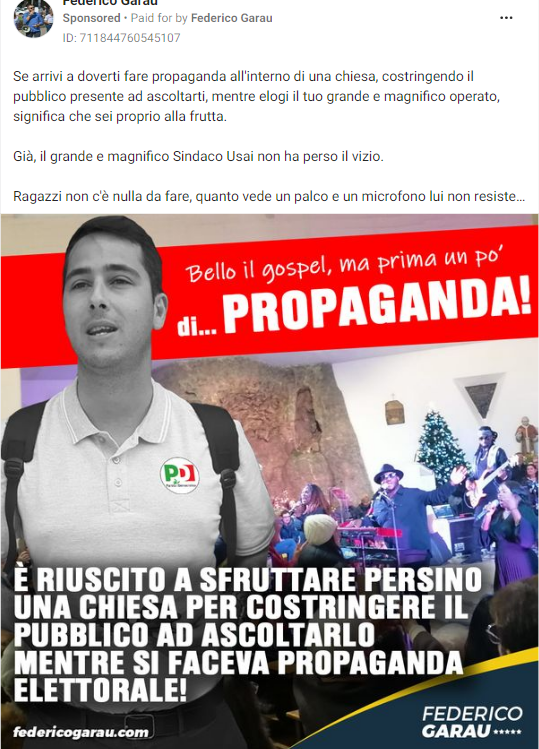 Federico Garau
Sponsored • Paid for by Federico Garau
ID: 711844760545107
Se arrivi a doverti fare propaganda all'interno di una chiesa, costringendo il
pubblico presente ad ascoltarti, mentre elogi il tuo grande e magnifico operato,
significa che sei proprio alla frutta.
Già, il grande e magnifico Sindaco Usai non ha perso il vizio.
Ragazzi non c'è nulla da fare, quanto vede un palco e un microfono lui non resiste...
Bello il gospel, ma prima un po'
di... PROPAGANDA!
PD
È RIUSCITO A SFRUTTARE PERSINO
UNA CHIESA PER COSTRINGERE IL
PUBBLICO AD ASCOLTARLO
MENTRE SI FACEVA PROPAGANDA
ELETTORALE!
federicogarau.com
FEDERICO
GARAU